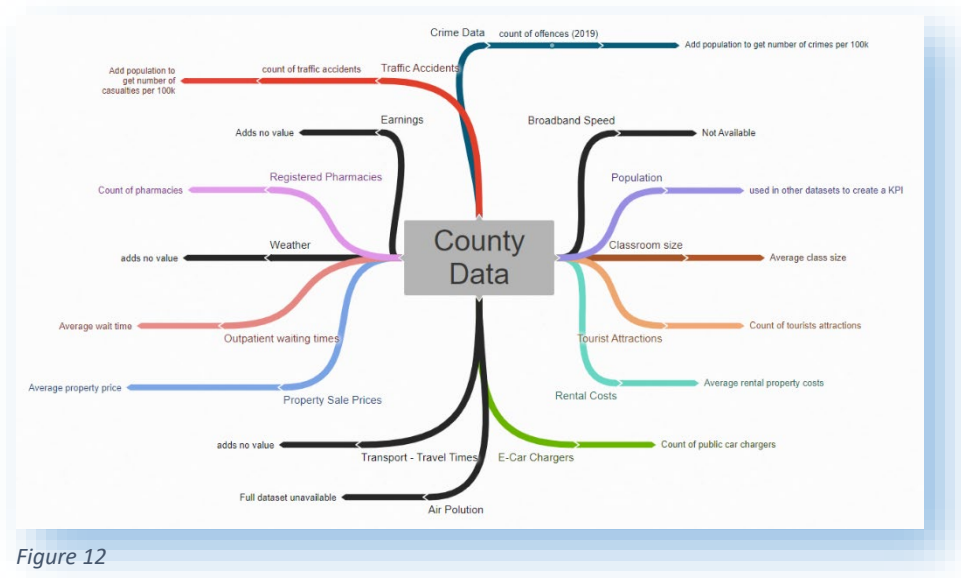 Crime Data
count of offences (2019)
Add population to get number of crimes per 100k
Add population to
get number of
casualties per 100k
count of traffic accidents
Traffic Accidents
Adds no value
Earnings
Broadband Speed
Not Available
Count of pharmacies
Registered Pharmacies
Population
used in other datasets to create a KPI
County
Data
adds no value
Weather
Classroom size
Average class size
Average wait time
Outpatient waiting times
Tourist Attractions
Count of tourists attractions
Average property price
Property Sale Prices
Rental Costs
Average rental property costs
adds no value
Transport - Travel Times
E-Car Chargers
Count of public car chargers
Full dataset unavailable
Air Polution
Figure 12